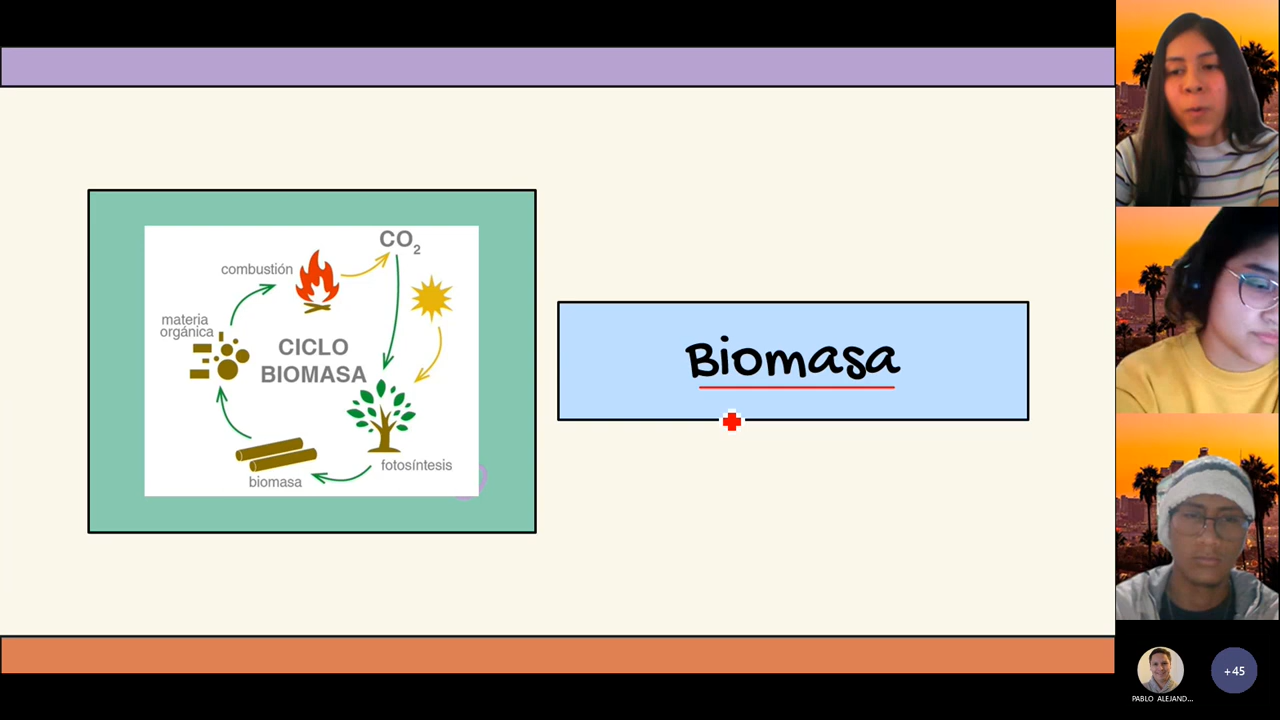 CO2
combustión
materia
orgánica
CICLO
BIOMASA
fotosíntesis
biomasa
Biomasa
PABLO ALEJAND...
+45